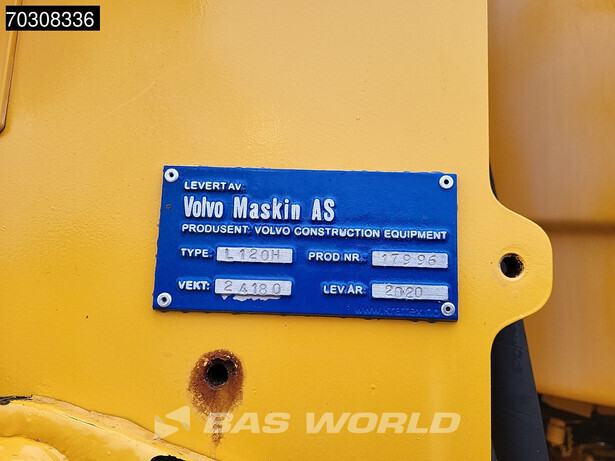 70308336
LEVERT AV:
Volvo Maskin AS
PRODUSENT: VOLVO CONSTRUCTION EQUIPMENT
TYPE: L120H PROD NR: 17996
VEKT: 24180 LEV.ÅR: 2020
BAS WORLD